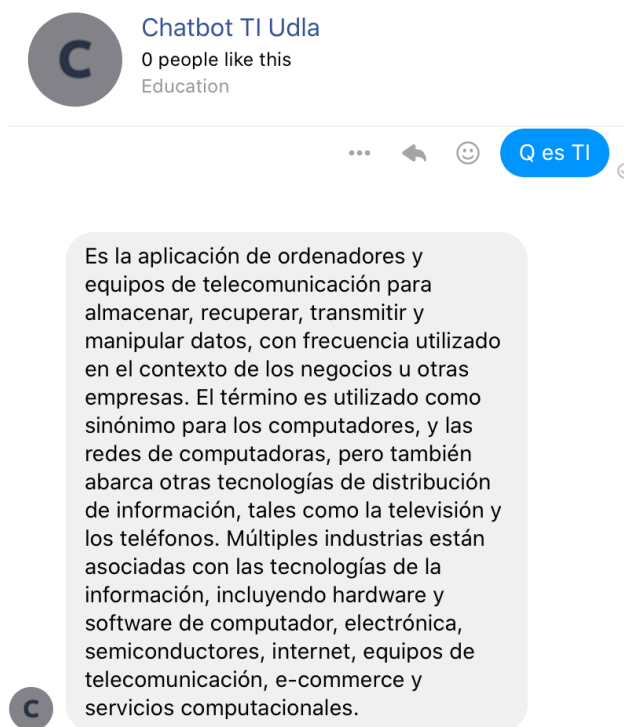 C
Chatbot TI Udla
0 people like this
Education
Q es TI
Es la aplicación de ordenadores y
equipos de telecomunicación para
almacenar, recuperar, transmitir y
manipular datos, con frecuencia utilizado
en el contexto de los negocios u otras
empresas. El término es utilizado como
sinónimo para los computadores, y las
redes de computadoras, pero también
abarca otras tecnologías de distribución
de información, tales como la televisión y
los teléfonos. Múltiples industrias están
asociadas con las tecnologías de la
información, incluyendo hardware y
software de computador, electrónica,
semiconductores, internet, equipos de
telecomunicación, e-commerce y
servicios computacionales.
C